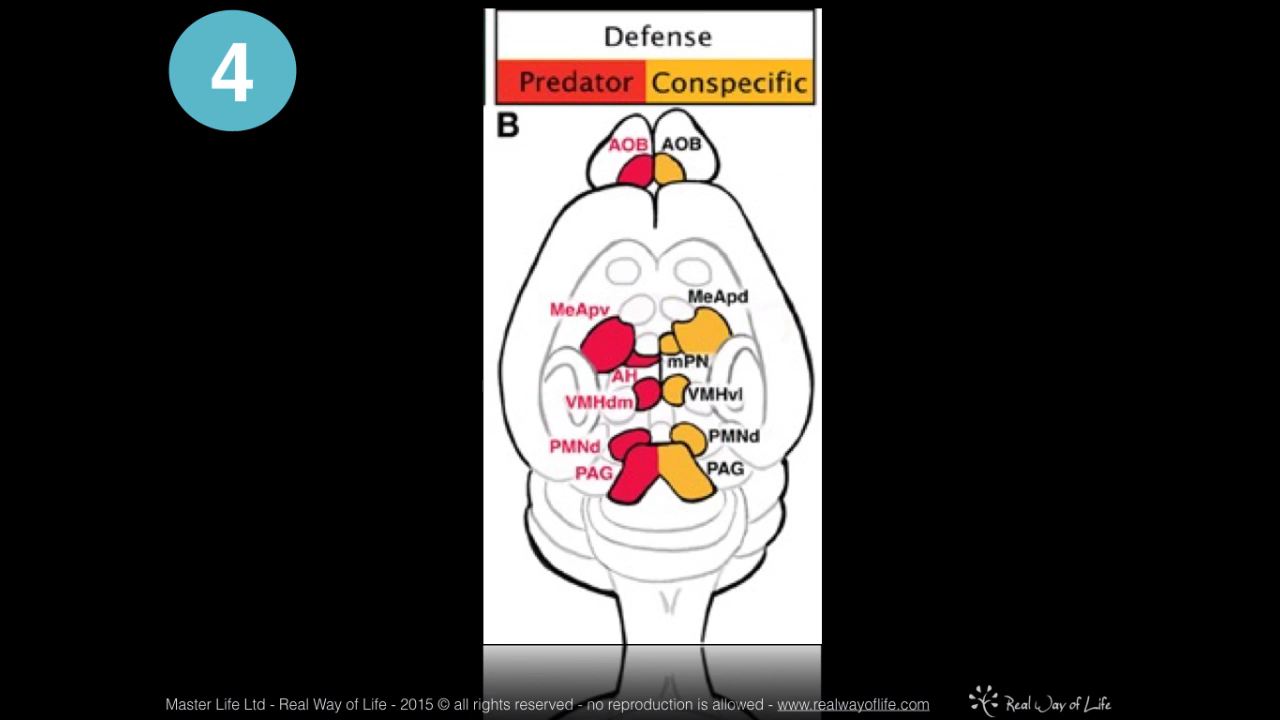 4
Defense
Predator Conspecific
B
AOB AOB
MeApd
MeApv
mPN
AH
VMHdm VMHvl
PMNd PMNd
PAG PAG
Master Life Ltd - Real Way of Life - 2015 © all rights reserved - no reproduction is allowed - www.realwayoflife.com
Real Way of Life